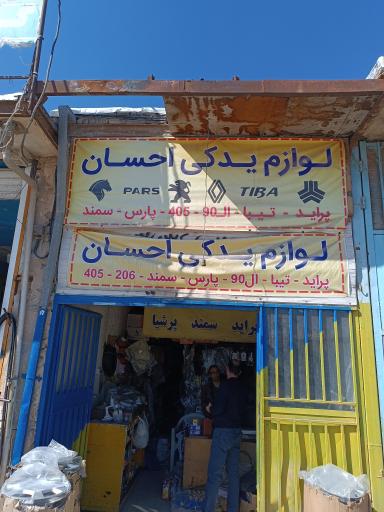 لوازم یدکی احسان
PARS TIBA
پراید - تیبا - ال90 - 405 - پارس - سمند
لوازم یدکی احسان
پراید - تیبا - ال90 - پارس - سمند - 206 - 405
پراید سمند پرشیا